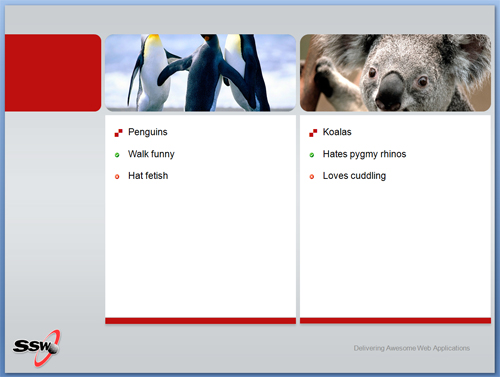 Penguins
Walk funny
Hat fetish
Koalas
Hates pygmy rhinos
Loves cuddling
SSW
Delivering Awesome Web Applications